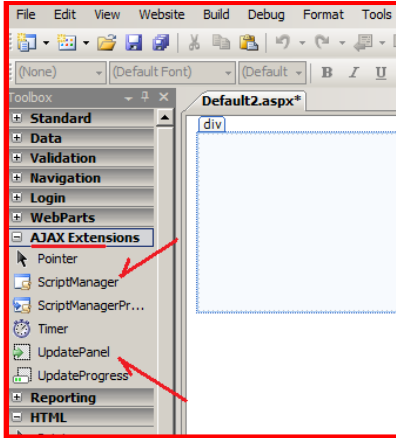 File Edit View Website Build Debug Format Tools
(None) (Default Font) (Default B I U
Toolbox
Default2.aspx*
div
Standard
Data
Validation
Navigation
Login
WebParts
AJAX Extensions
Pointer
ScriptManager
ScriptManagerPr...
Timer
UpdatePanel
UpdateProgress
Reporting
HTML